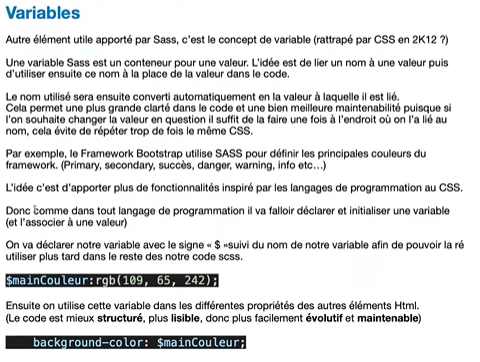 Variables
Autre élément utile apporté par Sass, c'est le concept de variable (rattrapé par CSS en 2K12 ?)
Une variable Sass est un conteneur pour une valeur. L'idée est de lier un nom à une valeur puis
d'utiliser ensuite ce nom à la place de la valeur dans le code.
Le nom utilisé sera ensuite converti automatiquement en la valeur à laquelle il est lié.
Cela permet une plus grande clarté dans le code et une bien meilleure maintenabilité puisque si
l'on souhaite changer la valeur en question il suffit de la faire une fois à l'endroit où on l'a lié au
nom, cela évite de répéter trop de fois le même CSS.
Par exemple, le Framework Bootstrap utilise SASS pour définir les principales couleurs du
framework. (Primary, secondary, succès, danger, warning, info etc…)
L'idée c'est d'apporter plus de fonctionnalités inspiré par les langages de programmation au CSS.
Donc comme dans tout langage de programmation il va falloir déclarer et initialiser une variable
(et l'associer à une valeur)
On va déclarer notre variable avec le signe « $ »suivi du nom de notre variable afin de pouvoir la ré
utiliser plus tard dans le reste des notre code scss.
$mainCouleur:rgb(109, 65, 242);
Ensuite on utilise cette variable dans les différentes propriétés des autres éléments Html.
(Le code est mieux structuré, plus lisible, donc plus facilement évolutif et maintenable)
background-color: $mainCouleur;